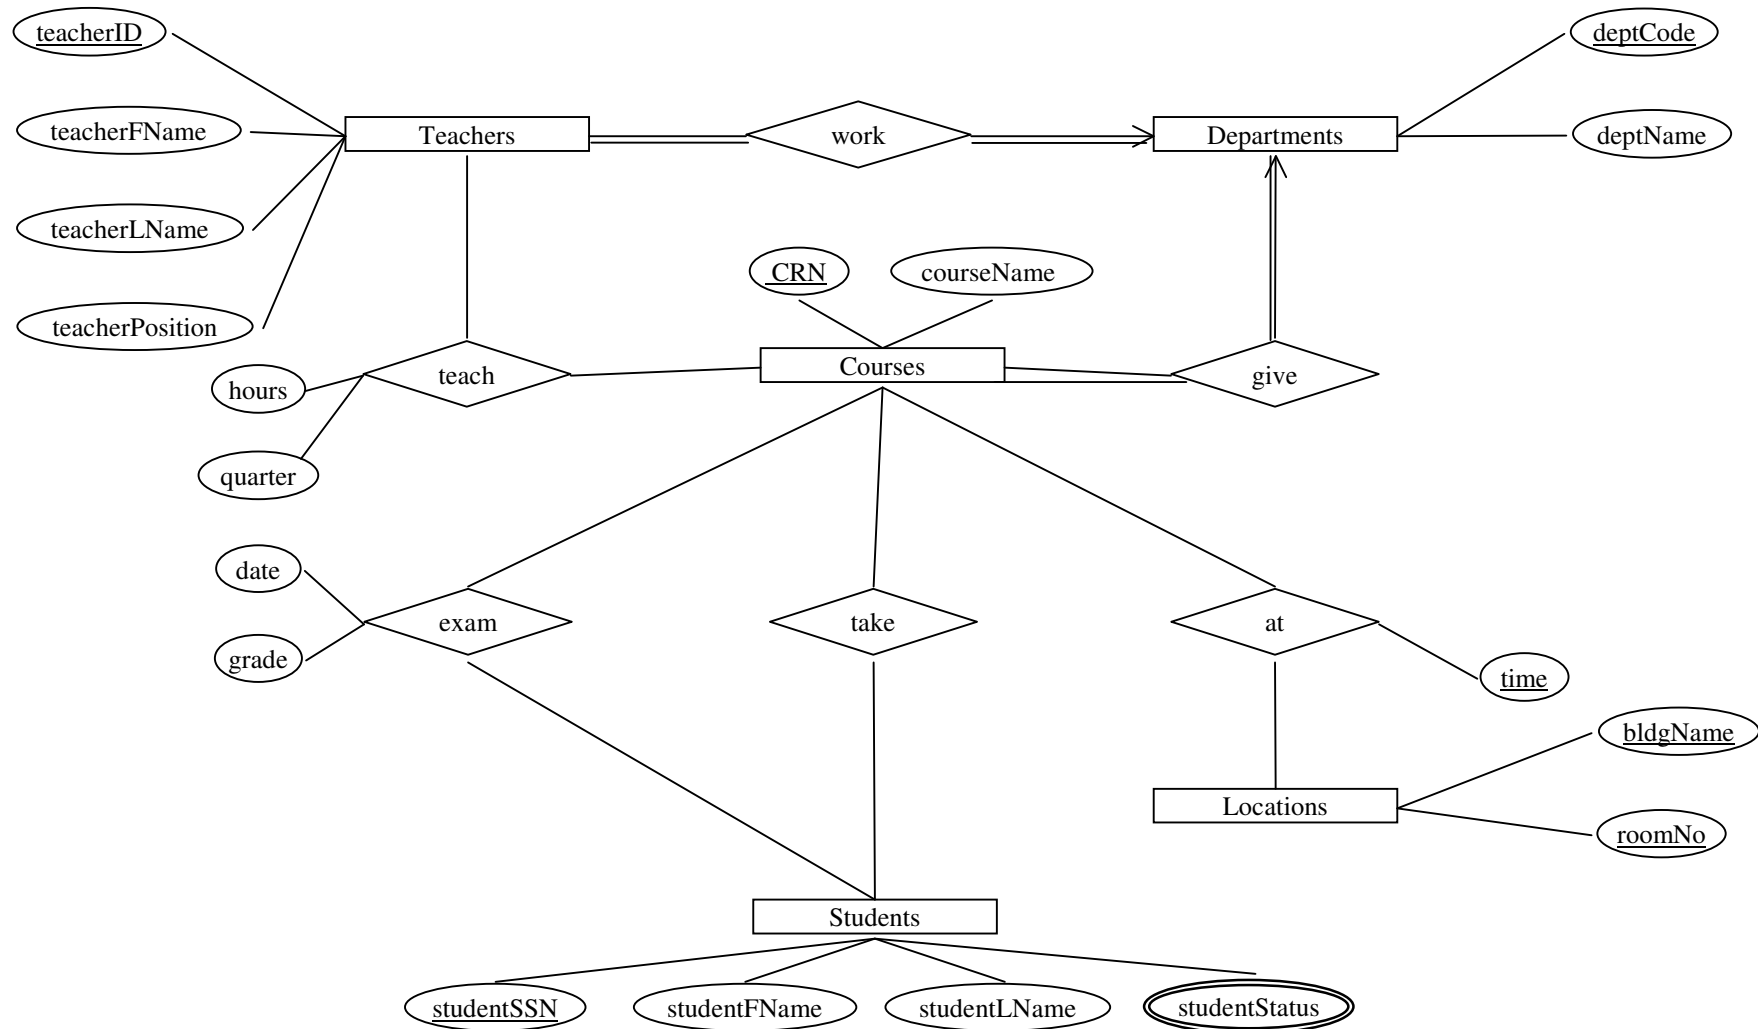 teacherID
deptCode
teacherFName
Teachers
work
Departments
deptName
teacherLName
CRN
courseName
teacherPosition
hours
teach
Courses
give
quarter
date
exam
take
at
grade
time
bldgName
Locations
roomNo
Students
studentSSN
studentFName
studentLName
studentStatus